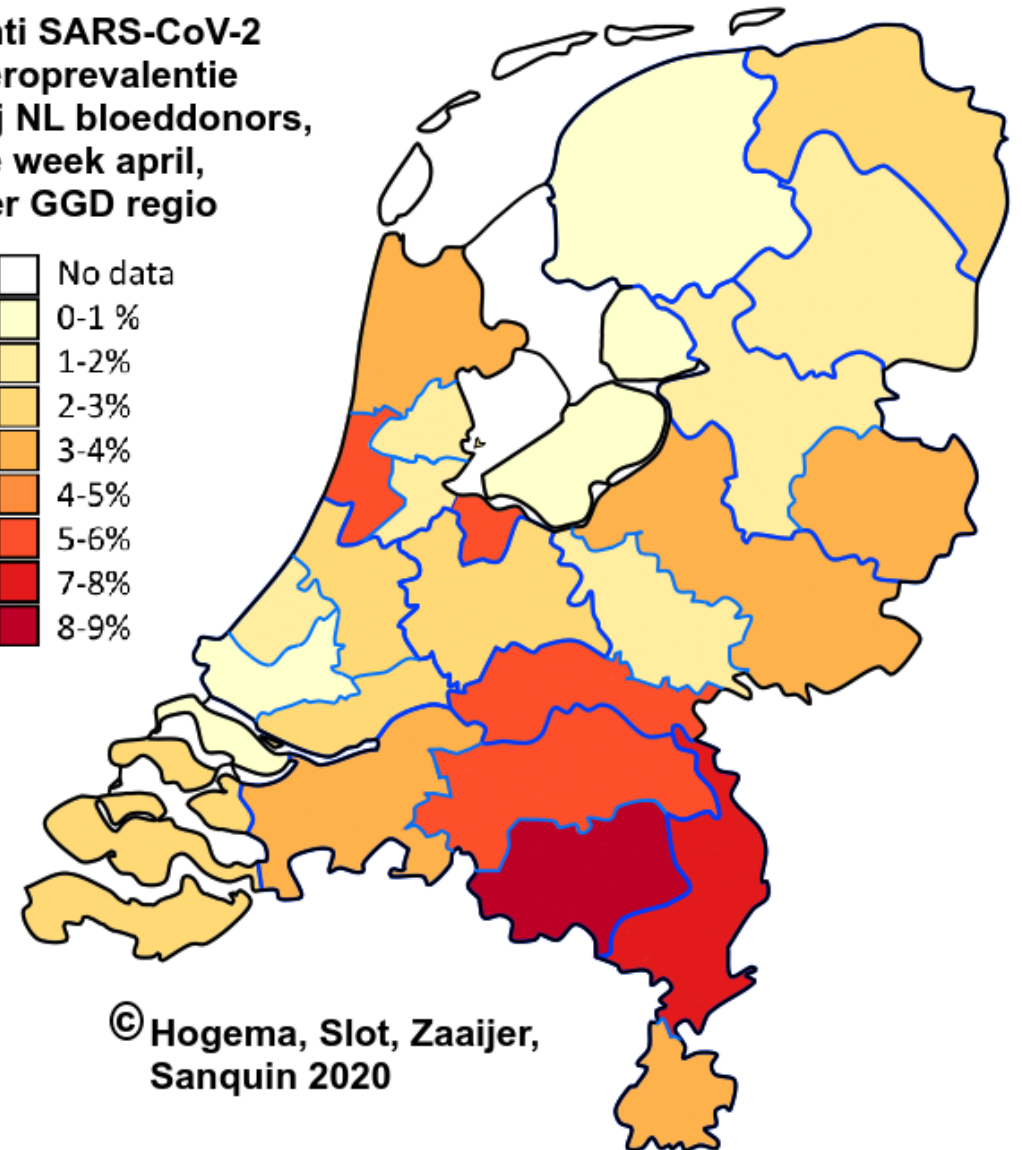 ti SARS-CoV-2
eroprevalentie
j NL bloeddonors,
e week april,
er GGD regio
No data
0-1 %
1-2%
2-3%
3-4%
4-5%
5-6%
7-8%
8-9%
© Hogema, Slot, Zaaijer,
Sanquin 2020